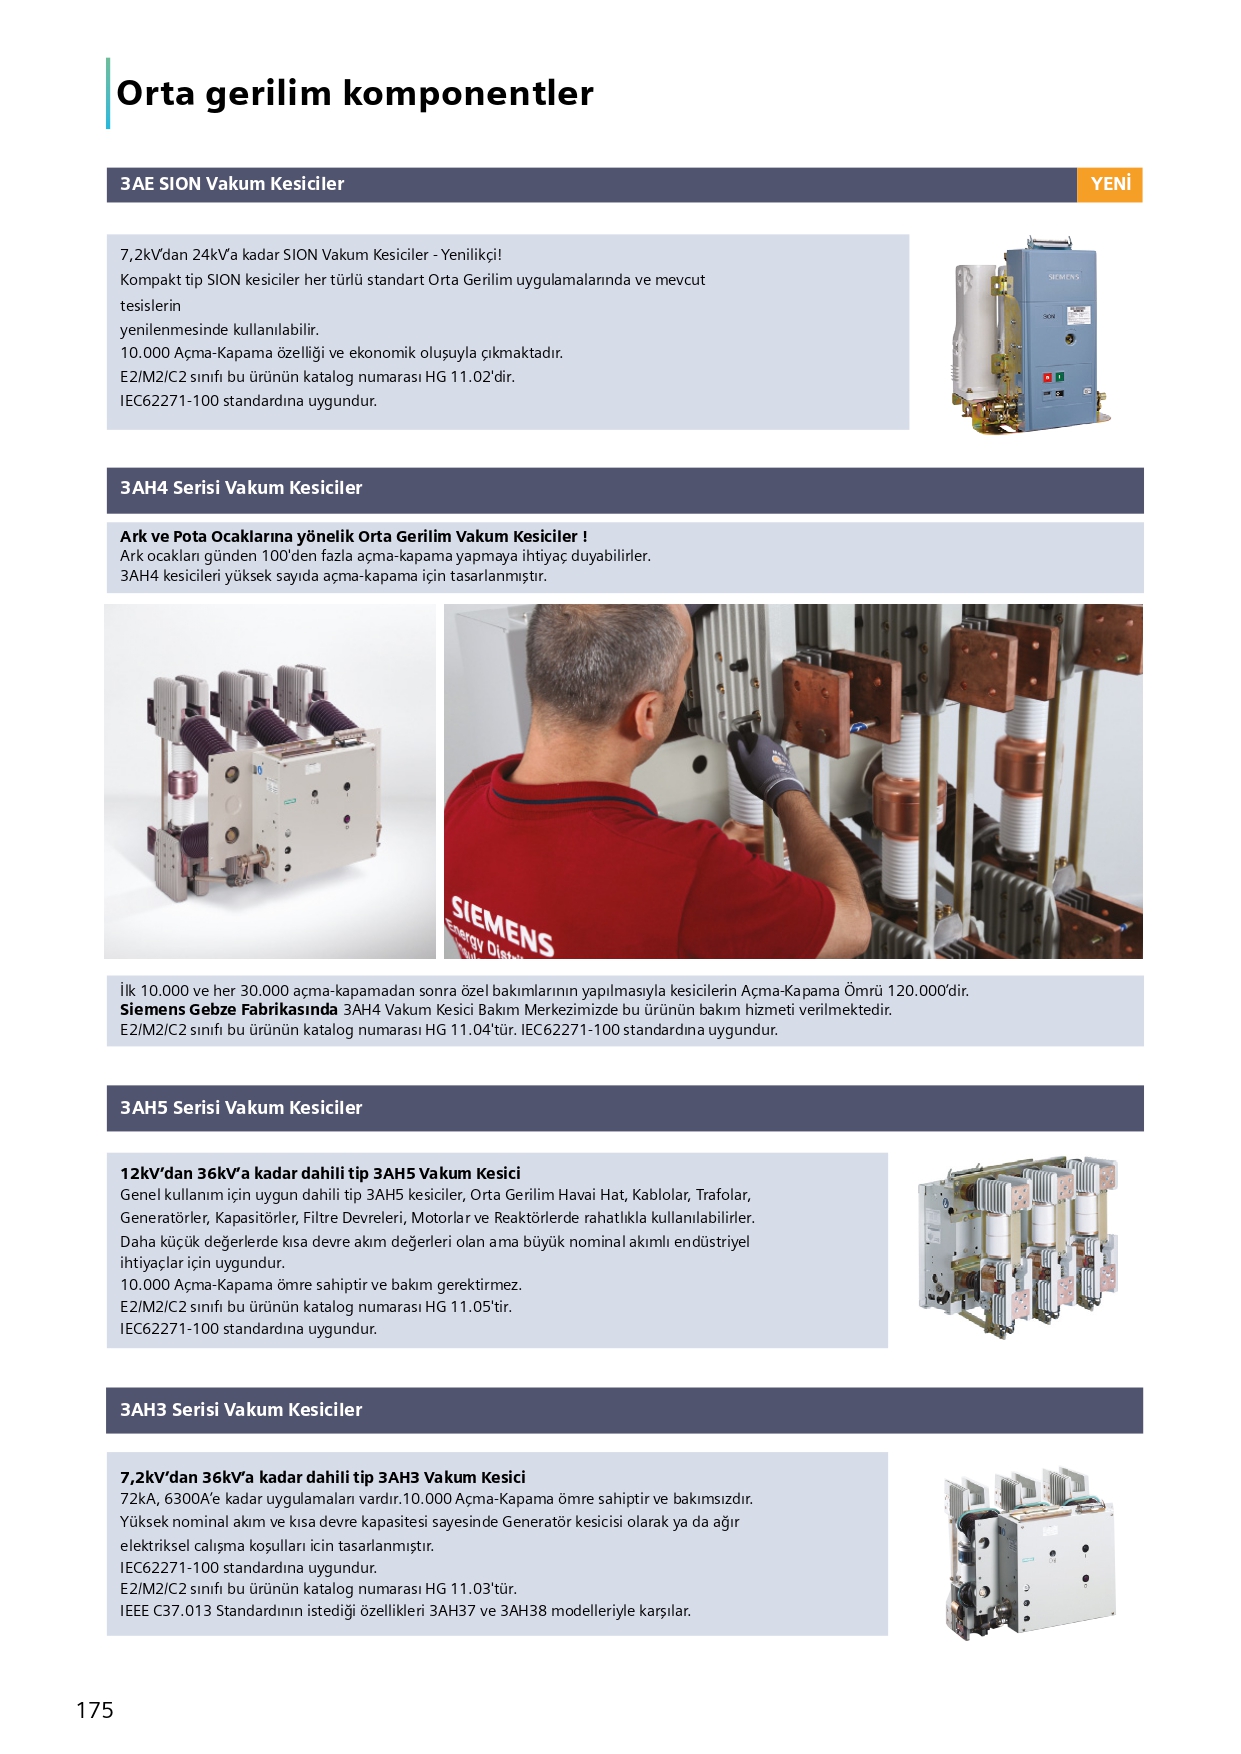 Orta gerilim komponentler
3AE SION Vakum Kesiciler
YENİ
7,2kV’dan 24kV’a kadar SION Vakum Kesiciler - Yenilikçi!
Kompakt tip SION kesiciler her türlü standart Orta Gerilim uygulamalarında ve mevcut
tesislerin
yenilenmesinde kullanılabilir.
10.000 Açma-Kapama özelliği ve ekonomik oluşuyla çıkmaktadır.
E2/M2/C2 sınıfı bu ürünün katalog numarası HG 11.02'dir.
IEC62271-100 standardına uygundur.
SIEMENS
SION
3AH4 Serisi Vakum Kesiciler
Ark ve Pota Ocaklarına yönelik Orta Gerilim Vakum Kesiciler !
Ark ocakları günden 100'den fazla açma-kapama yapmaya ihtiyaç duyabilirler.
3AH4 kesicileri yüksek sayıda açma-kapama için tasarlanmıştır.
SIEMENS
Energy
İlk 10.000 ve her 30.000 açma-kapamadan sonra özel bakımlarının yapılmasıyla kesicilerin Açma-Kapama Ömrü 120.000’dir.
Siemens Gebze Fabrikasında 3AH4 Vakum Kesici Bakım Merkezimizde bu ürünün bakım hizmeti verilmektedir.
E2/M2/C2 sınıfı bu ürünün katalog numarası HG 11.04'tür. IEC62271-100 standardına uygundur.
3AH5 Serisi Vakum Kesiciler
12kV’dan 36kV’a kadar dahili tip 3AH5 Vakum Kesici
Genel kullanım için uygun dahili tip 3AH5 kesiciler, Orta Gerilim Havai Hat, Kablolar, Trafolar,
Generatörler, Kapasitörler, Filtre Devreleri, Motorlar ve Reaktörlerde rahatlıkla kullanılabilirler.
Daha küçük değerlerde kısa devre akım değerleri olan ama büyük nominal akımlı endüstriyel
ihtiyaçlar için uygundur.
10.000 Açma-Kapama ömre sahiptir ve bakım gerektirmez.
E2/M2/C2 sınıfı bu ürünün katalog numarası HG 11.05'tir.
IEC62271-100 standardına uygundur.
3AH3 Serisi Vakum Kesiciler
7,2kV’dan 36kV’a kadar dahili tip 3AH3 Vakum Kesici
72kA, 6300A’e kadar uygulamaları vardır.10.000 Açma-Kapama ömre sahiptir ve bakımsızdır.
Yüksek nominal akım ve kısa devre kapasitesi sayesinde Generatör kesicisi olarak ya da ağır
elektriksel calışma koşulları icin tasarlanmıştır.
IEC62271-100 standardına uygundur.
E2/M2/C2 sınıfı bu ürünün katalog numarası HG 11.03'tür.
IEEE C37.013 Standardının istediği özellikleri 3AH37 ve 3AH38 modelleriyle karşılar.
175